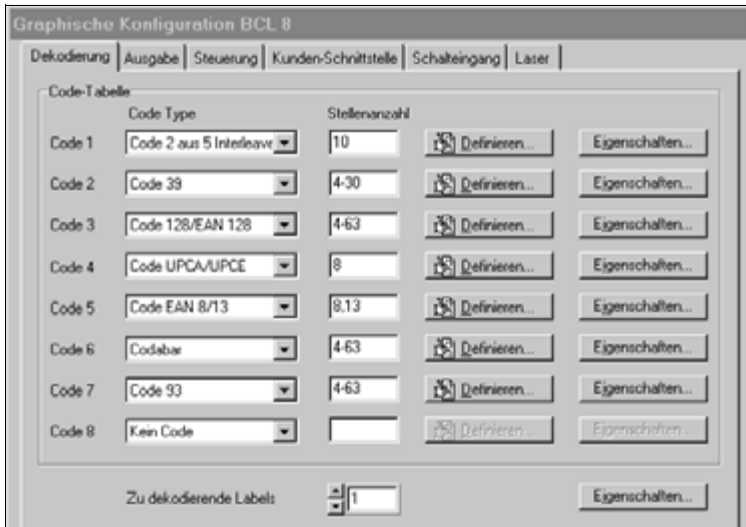 Graphische Konfiguration BCL 8
Dekodierung Ausgabe Steuerung Kunden-Schnittstelle Schalteingang Laser
Code-Tabelle
Code Type Stellenanzahl
Code 1 Code 2 aus 5 Interleave 10 Definieren... Eigenschaften...
Code 2 Code 39 4-30 Definieren... Eigenschaften...
Code 3 Code 128/EAN 128 4-63 Definieren... Eigenschaften...
Code 4 Code UPCA/UPCE 8 Definieren... Eigenschaften...
Code 5 Code EAN 8/13 8,13 Definieren... Eigenschaften...
Code 6 Codabar 4-63 Definieren... Eigenschaften...
Code 7 Code 93 4-63 Definieren... Eigenschaften...
Code 8 Kein Code Definieren... Eigenschaften...
Zu dekodierende Labels 1 Eigenschaften...